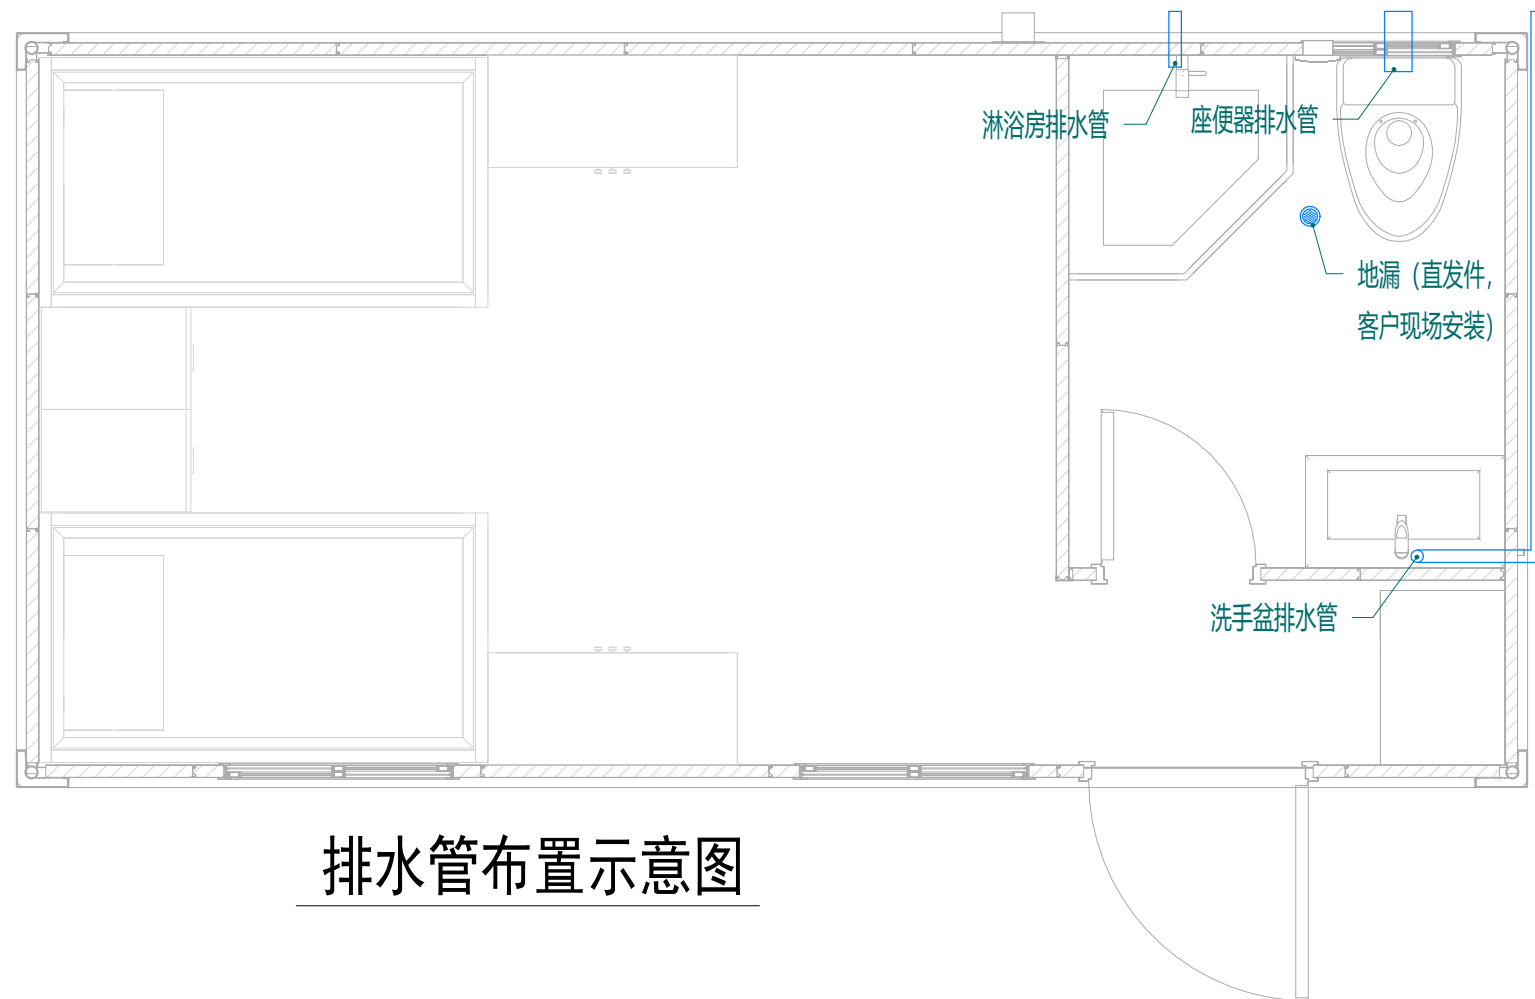 淋浴房排水管
座便器排水管
地漏（直发件，
客户现场安装）
洗手盆排水管
排水管布置示意图